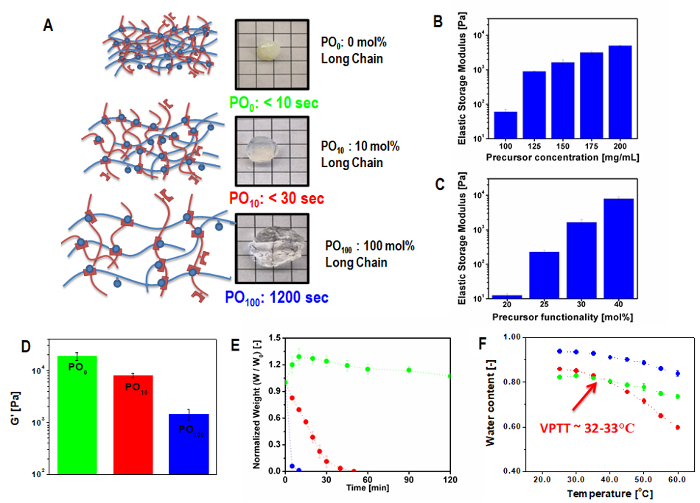 A
PO0: 0 mol%
Long Chain
PO0: < 10 sec
PO10 : 10 mol%
Long Chain
PO10: < 30 sec
PO100 : 100 mol%
Long Chain
PO100: 1200 sec
B
Elastic Storage Modulus [Pa]
10^4
10^3
10^2
10^1
100 125 150 175 200
Precursor concentration [mg/mL]
C
Elastic Storage Modulus [Pa]
10^4
10^3
10^2
10^1
20 25 30 40
Precursor functionality [mol%]
D
G' [Pa]
10^4
10^3
10^2
PO0
PO10
PO100
E
Normalized Weight (W / W0) [-]
1.5
1.2
0.9
0.6
0.3
0.0
0 30 60 90 120
Time [min]
F
Water content [-]
1.00
0.80
0.60
0.40
VPTT ~ 32-33°C
20.0 30.0 40.0 50.0 60.0
Temperature [°C]